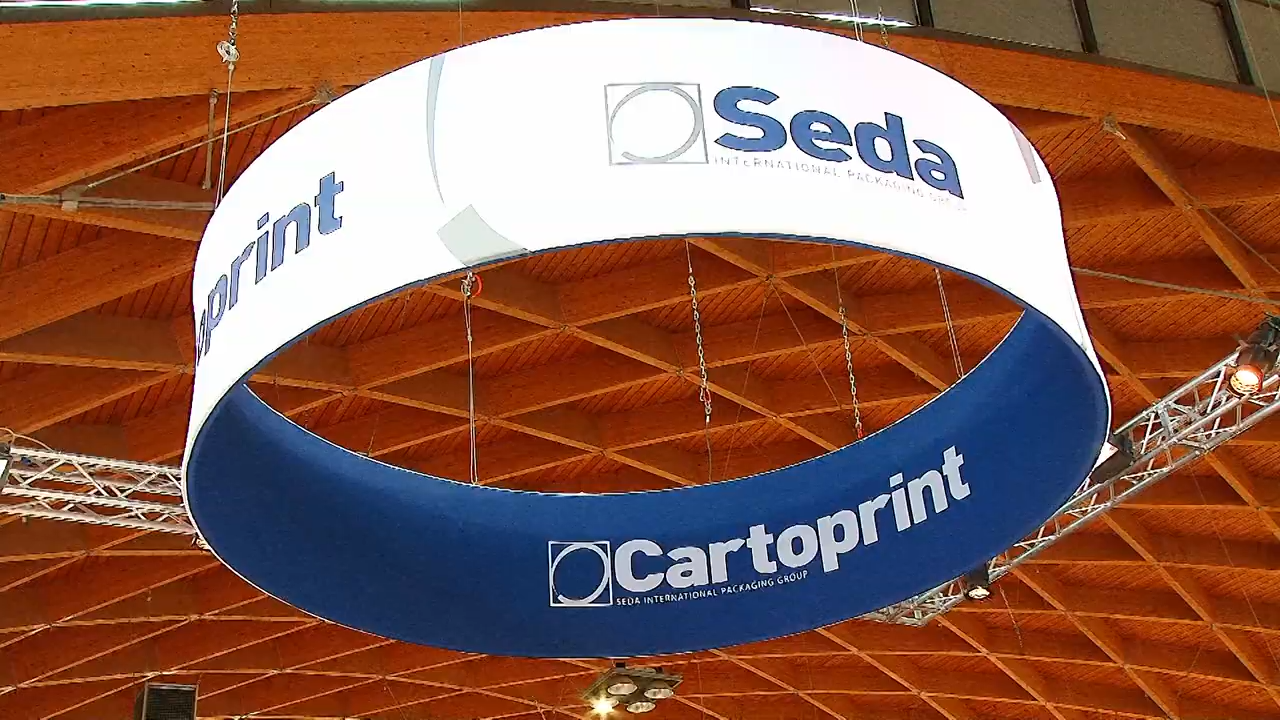 Seda
INTERNATIONAL PACKAGING GROUP
print
Cartoprint
SEDA INTERNATIONAL PACKAGING GROUP